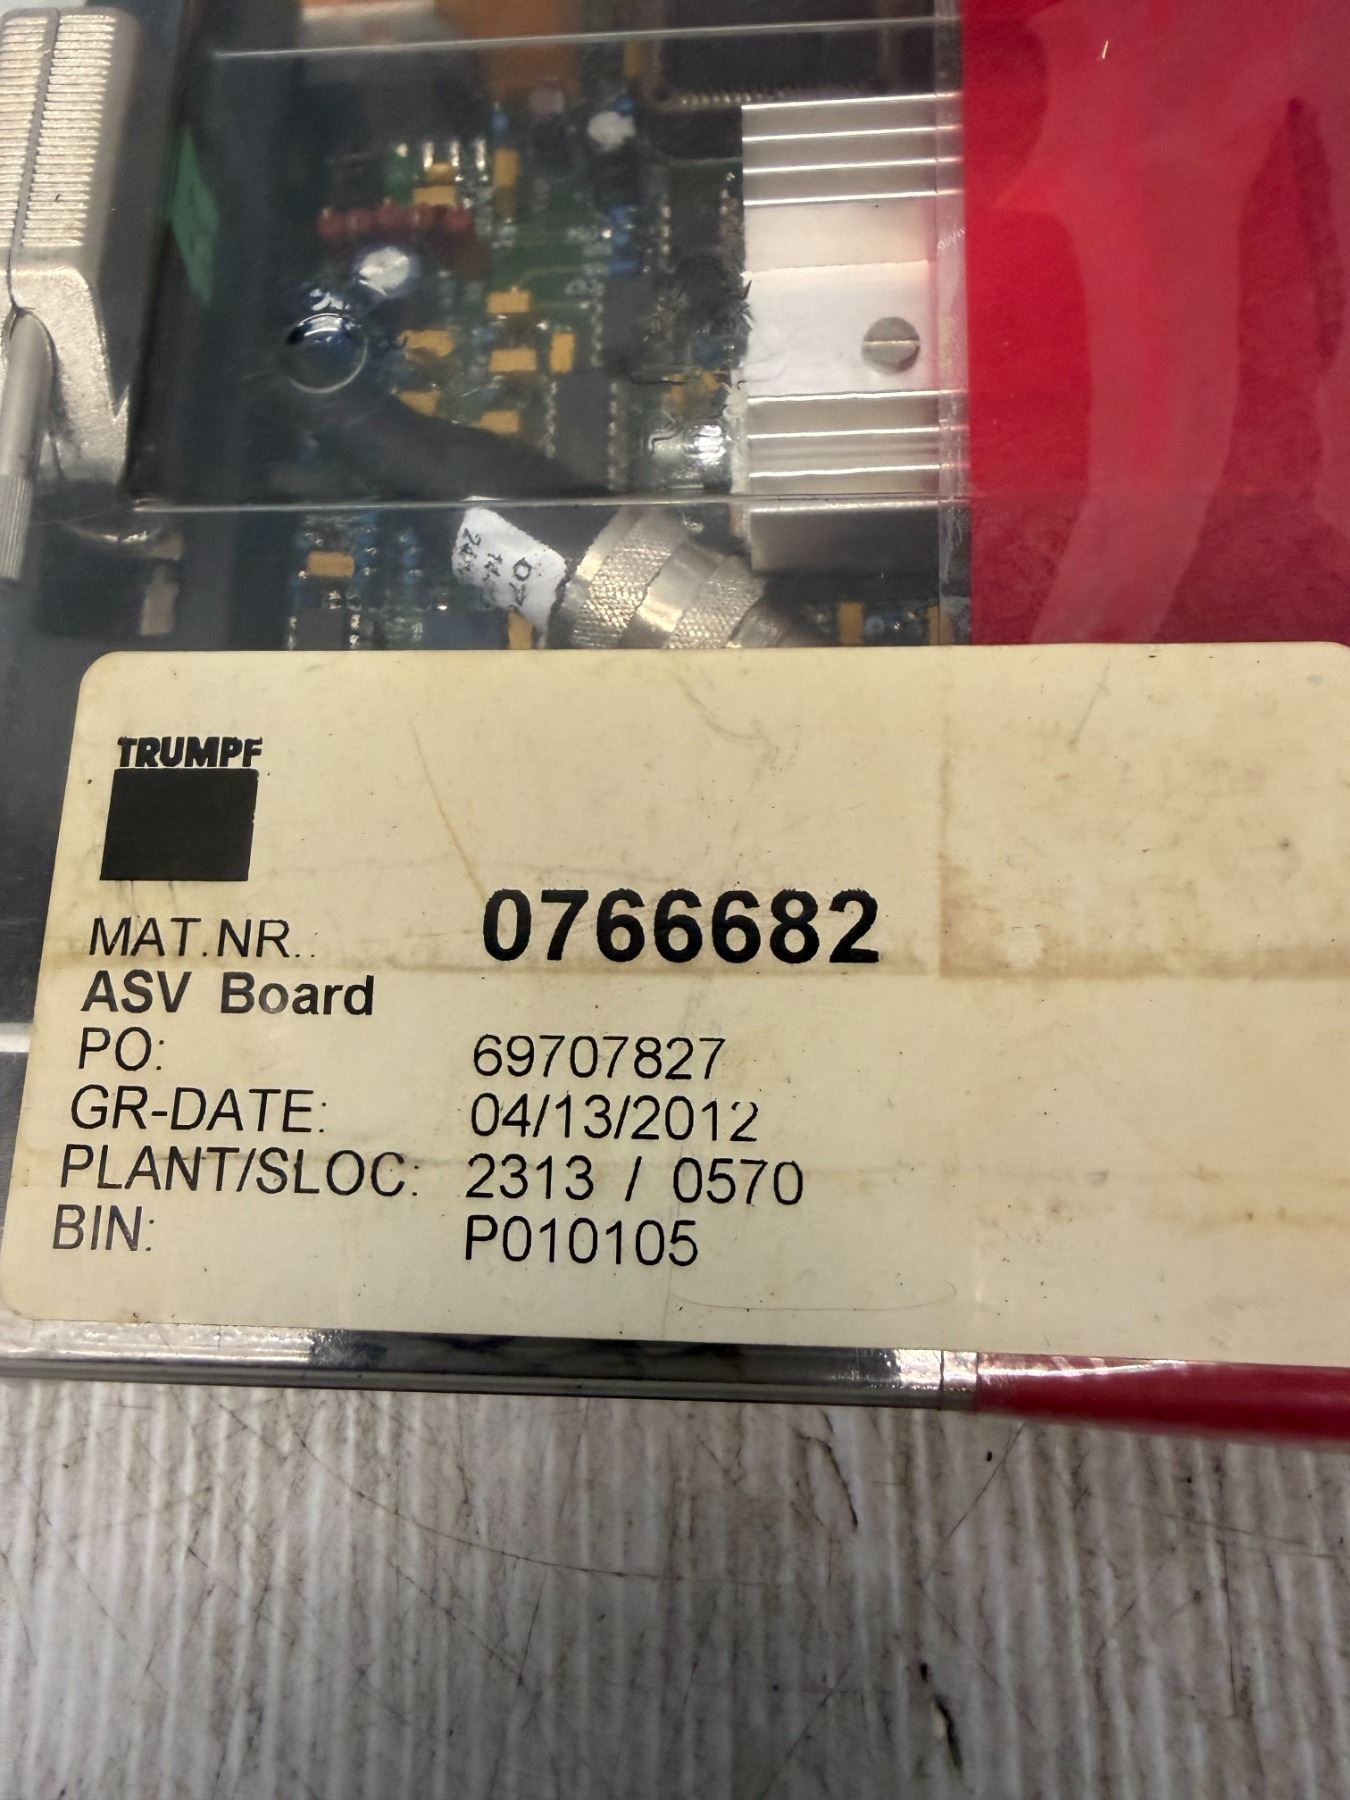 TRUMPF
MAT.NR.: 0766682
ASV Board
PO: 69707827
GR-DATE: 04/13/2012
PLANT/SLOC: 2313 / 0570
BIN: P010105